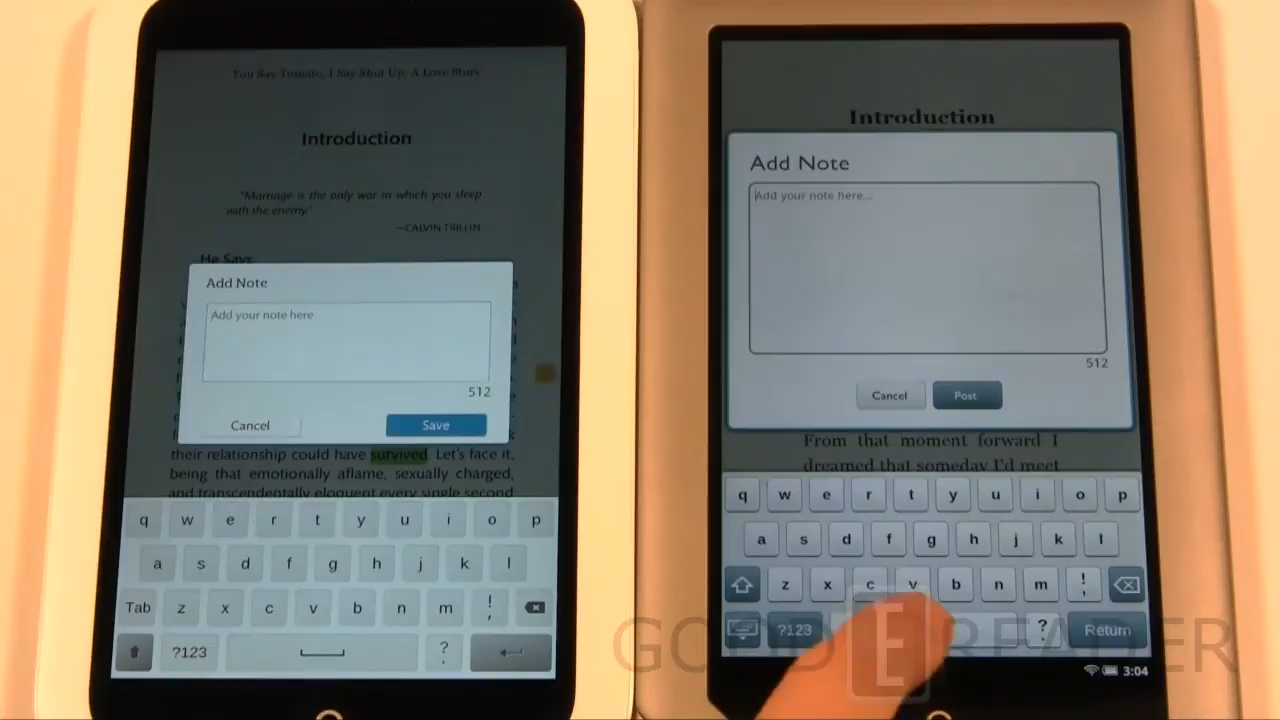 You Say Tomato, I Say Shut Up: A Love Story
Introduction
"Marriage is the only war in which you sleep
with the enemy."
—CALVIN TRILLIN
He Says:
Add Note
Add your note here
512
Cancel
Save
their relationship could have survived. Let's face it,
being that emotionally aflame, sexually charged,
and transcendentally eloquent every single second
q w e r t y u i o p
a s d f g h j k l
Tab z x c v b n m ! ,
?123 ? .
Introduction
Add Note
Add your note here...
512
Cancel
Post
From that moment forward I
dreamed that someday I'd meet
q w e r t y u i o p
a s d f g h j k l
z x c v b n m ! ,
?123 ? Return
3:04
GOOD E READER